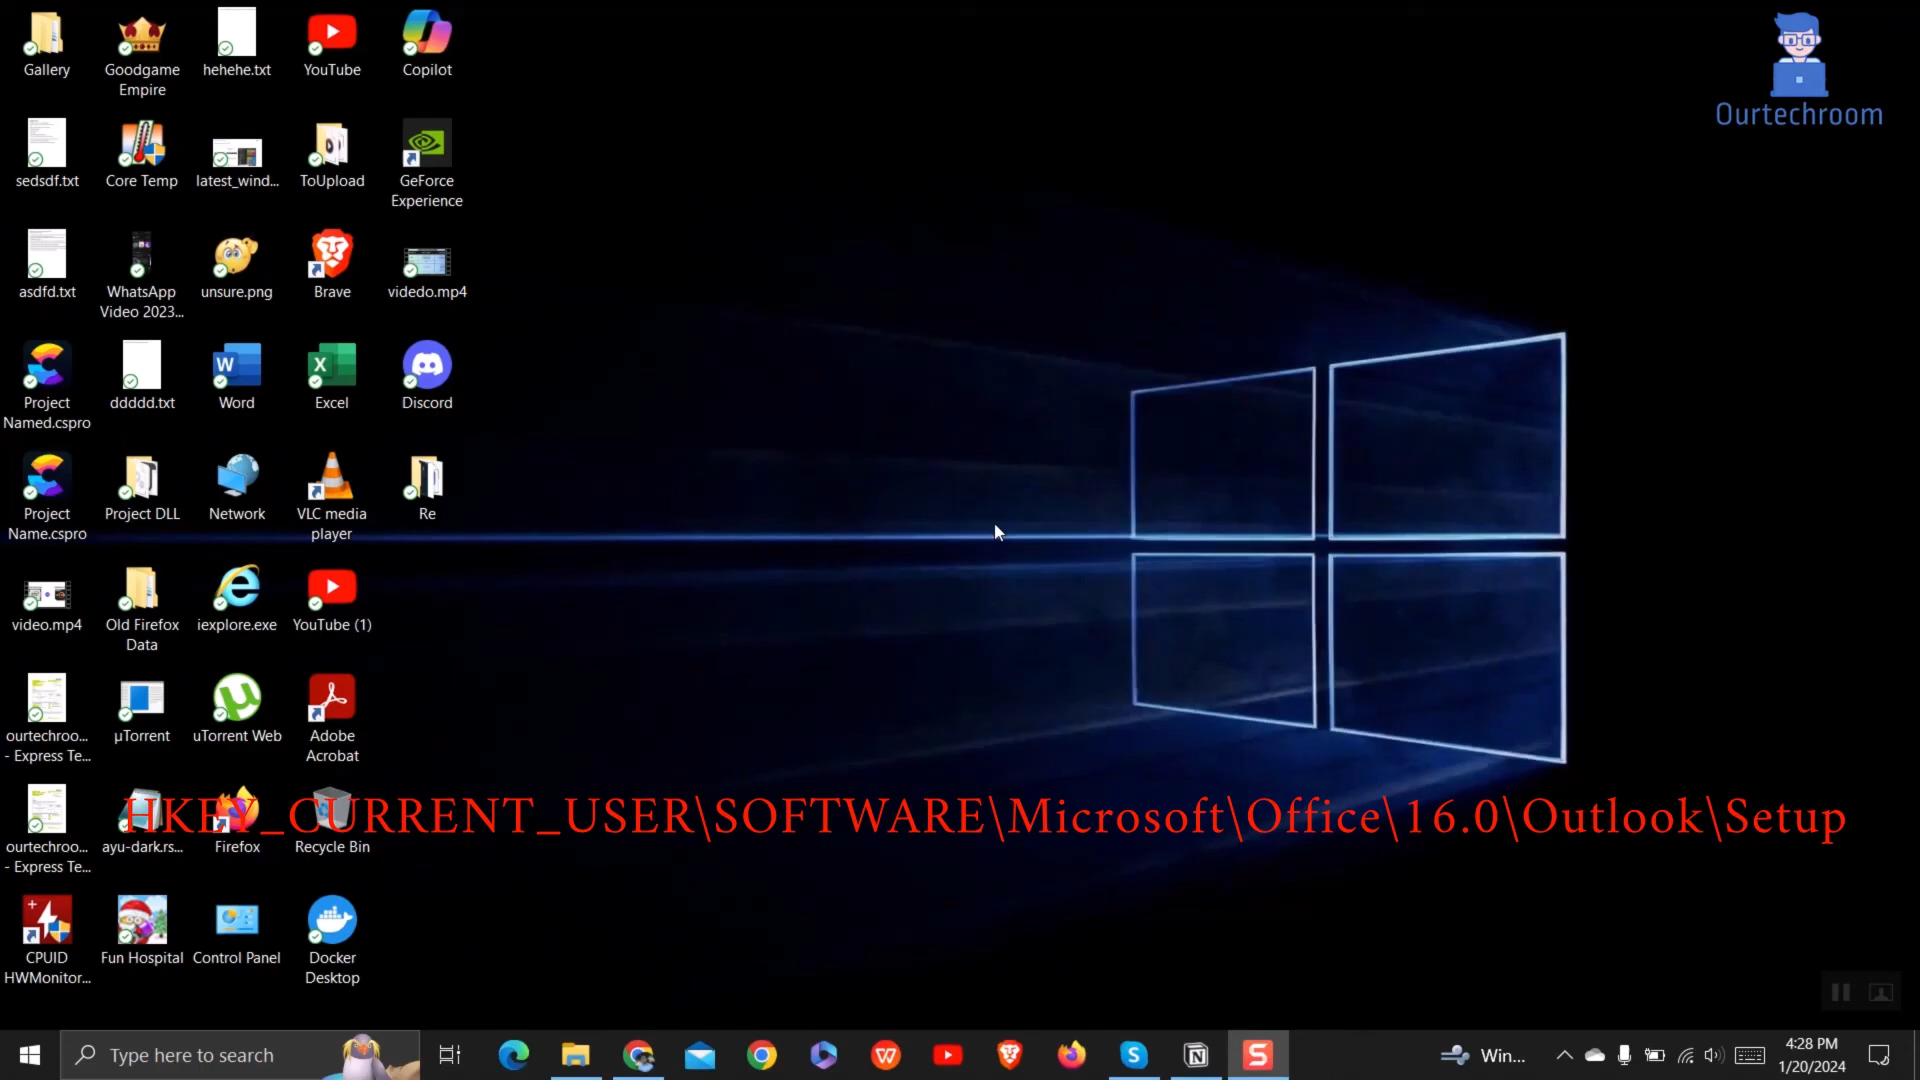 Gallery
Goodgame
Empire
hehehe.txt
YouTube
Copilot
Ourtechroom
sedsdf.txt
Core Temp
latest_wind...
ToUpload
GeForce
Experience
asdfd.txt
WhatsApp
Video 2023...
unsure.png
Brave
videdo.mp4
Project
Named.cspro
ddddd.txt
Word
Excel
Discord
Project
Name.cspro
Project DLL
Network
VLC media
player
Re
video.mp4
Old Firefox
Data
iexplore.exe
YouTube (1)
ourtechroo...
- Express Te...
µTorrent
uTorrent Web
Adobe
Acrobat
HKEY_CURRENT_USER\SOFTWARE\Microsoft\Office\16.0\Outlook\Setup
ourtechroo...
- Express Te...
ayu-dark.rs...
Firefox
Recycle Bin
CPUID
HWMonitor...
Fun Hospital
Control Panel
Docker
Desktop
Type here to search
Win...
4:28 PM
1/20/2024